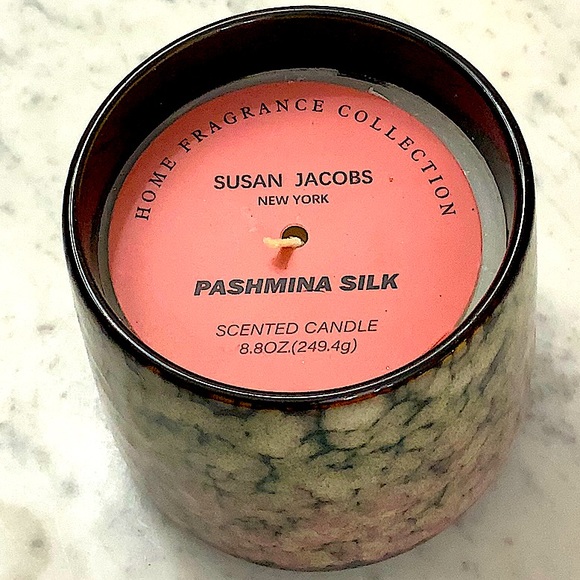 HOME FRAGRANCE COLLECTION
SUSAN JACOBS
NEW YORK
PASHMINA SILK
SCENTED CANDLE
8.8OZ.(249.4g)